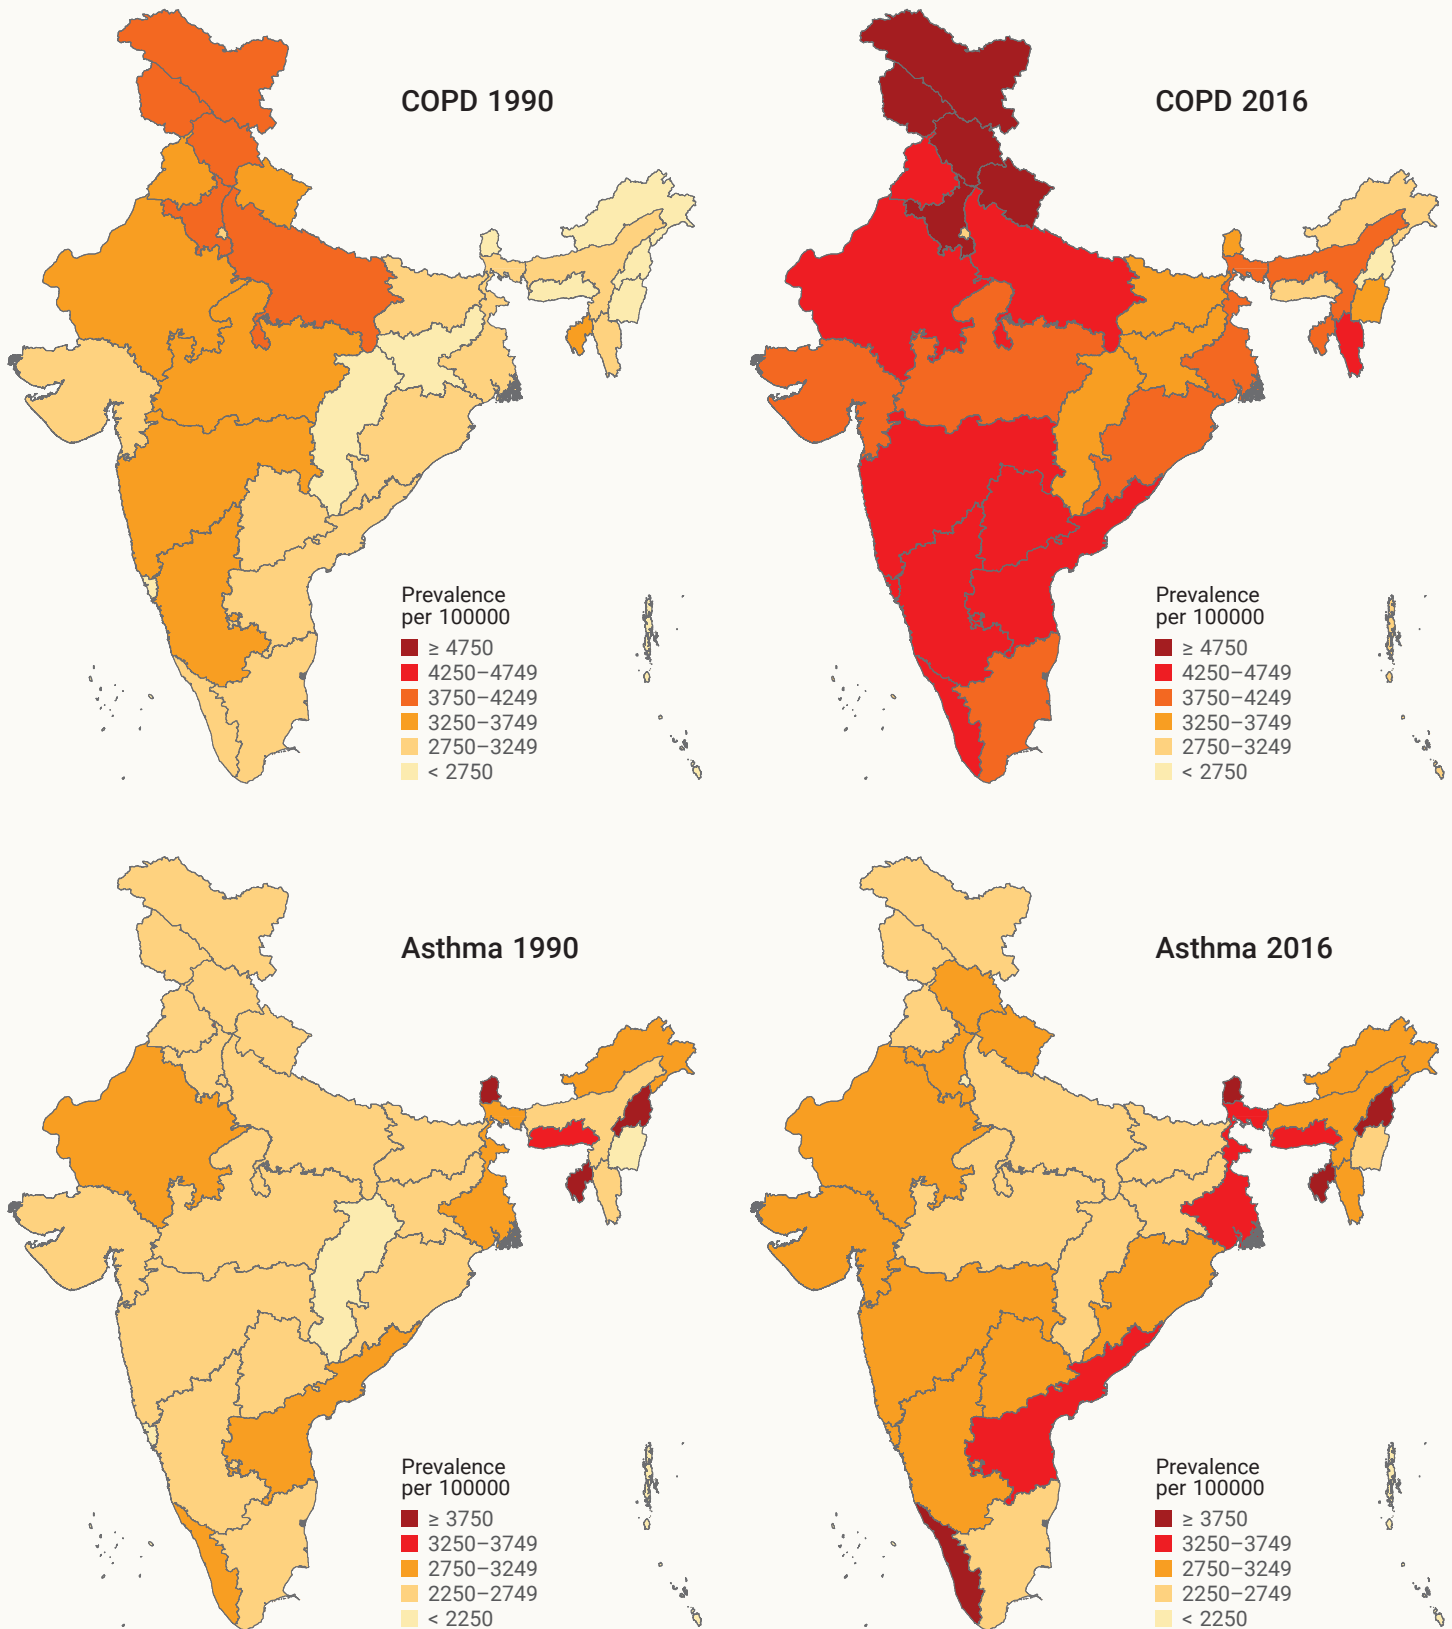 COPD 1990
Prevalence
per 100000
≥ 4750
4250–4749
3750–4249
3250–3749
2750–3249
< 2750
COPD 2016
Prevalence
per 100000
≥ 4750
4250–4749
3750–4249
3250–3749
2750–3249
< 2750
Asthma 1990
Prevalence
per 100000
≥ 3750
3250–3749
2750–3249
2250–2749
< 2250
Asthma 2016
Prevalence
per 100000
≥ 3750
3250–3749
2750–3249
2250–2749
< 2250